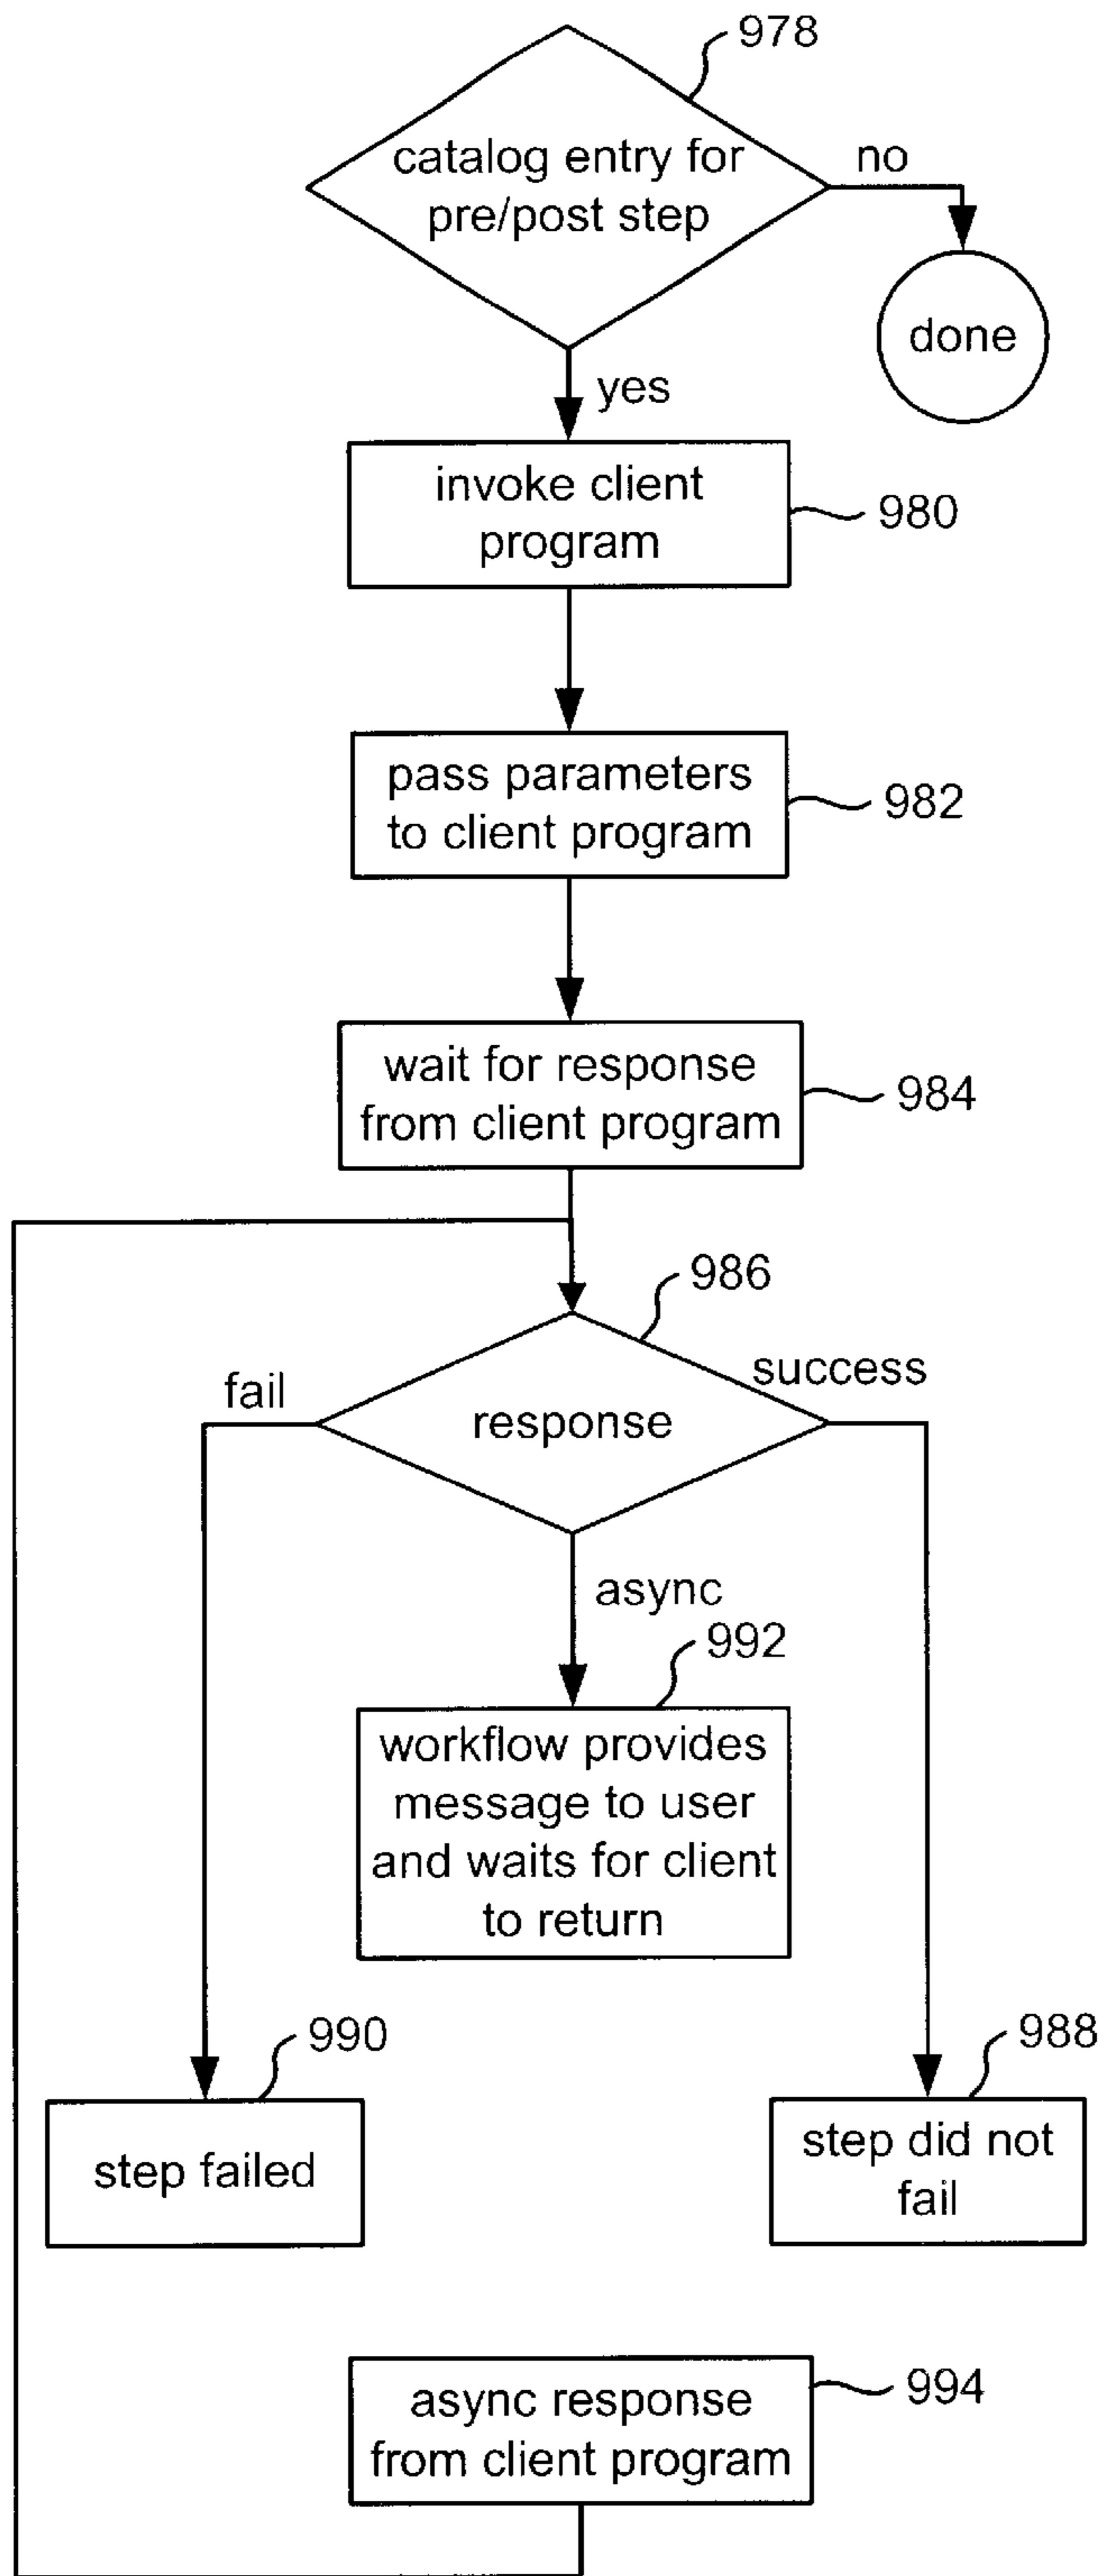 978
catalog entry for
pre/post step
no
done
yes
invoke client
program
980
pass parameters
to client program
982
wait for response
from client program
984
986
fail
success
response
async
992
workflow provides
message to user
and waits for client
to return
990
988
step failed
step did not
fail
async response
from client program
994